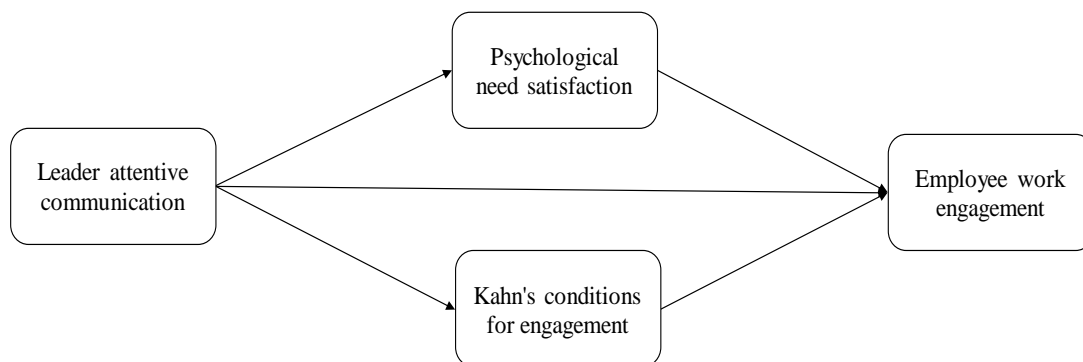 Psychological
need satisfaction
Leader attentive
communication
Employee work
engagement
Kahn's conditions
for engagement